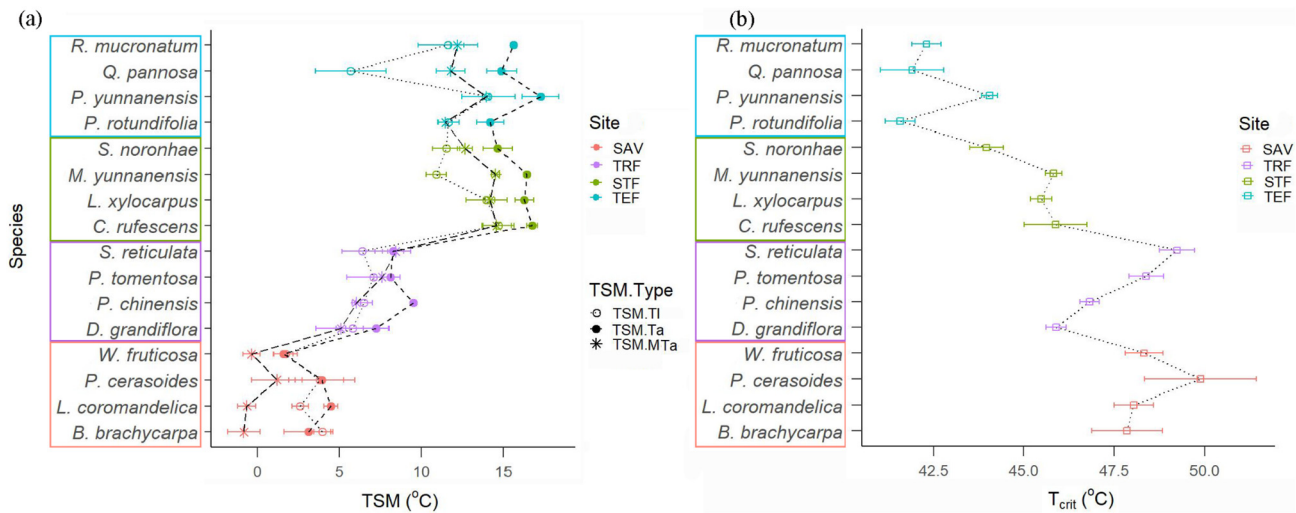 (a)
Species
R. mucronatum
Q. pannosa
P. yunnanensis
P. rotundifolia
S. noronhae
M. yunnanensis
L. xylocarpus
C. rufescens
S. reticulata
P. tomentosa
P. chinensis
D. grandiflora
W. fruticosa
P. cerasoides
L. coromandelica
B. brachycarpa
0 5 10 15
TSM (°C)
Site
SAV
TRF
STF
TEF
TSM.Type
TSM.Tl
TSM.Ta
TSM.MTa
(b)
R. mucronatum
Q. pannosa
P. yunnanensis
P. rotundifolia
S. noronhae
M. yunnanensis
L. xylocarpus
C. rufescens
S. reticulata
P. tomentosa
P. chinensis
D. grandiflora
W. fruticosa
P. cerasoides
L. coromandelica
B. brachycarpa
42.5 45.0 47.5 50.0
Tcrit (°C)
Site
SAV
TRF
STF
TEF